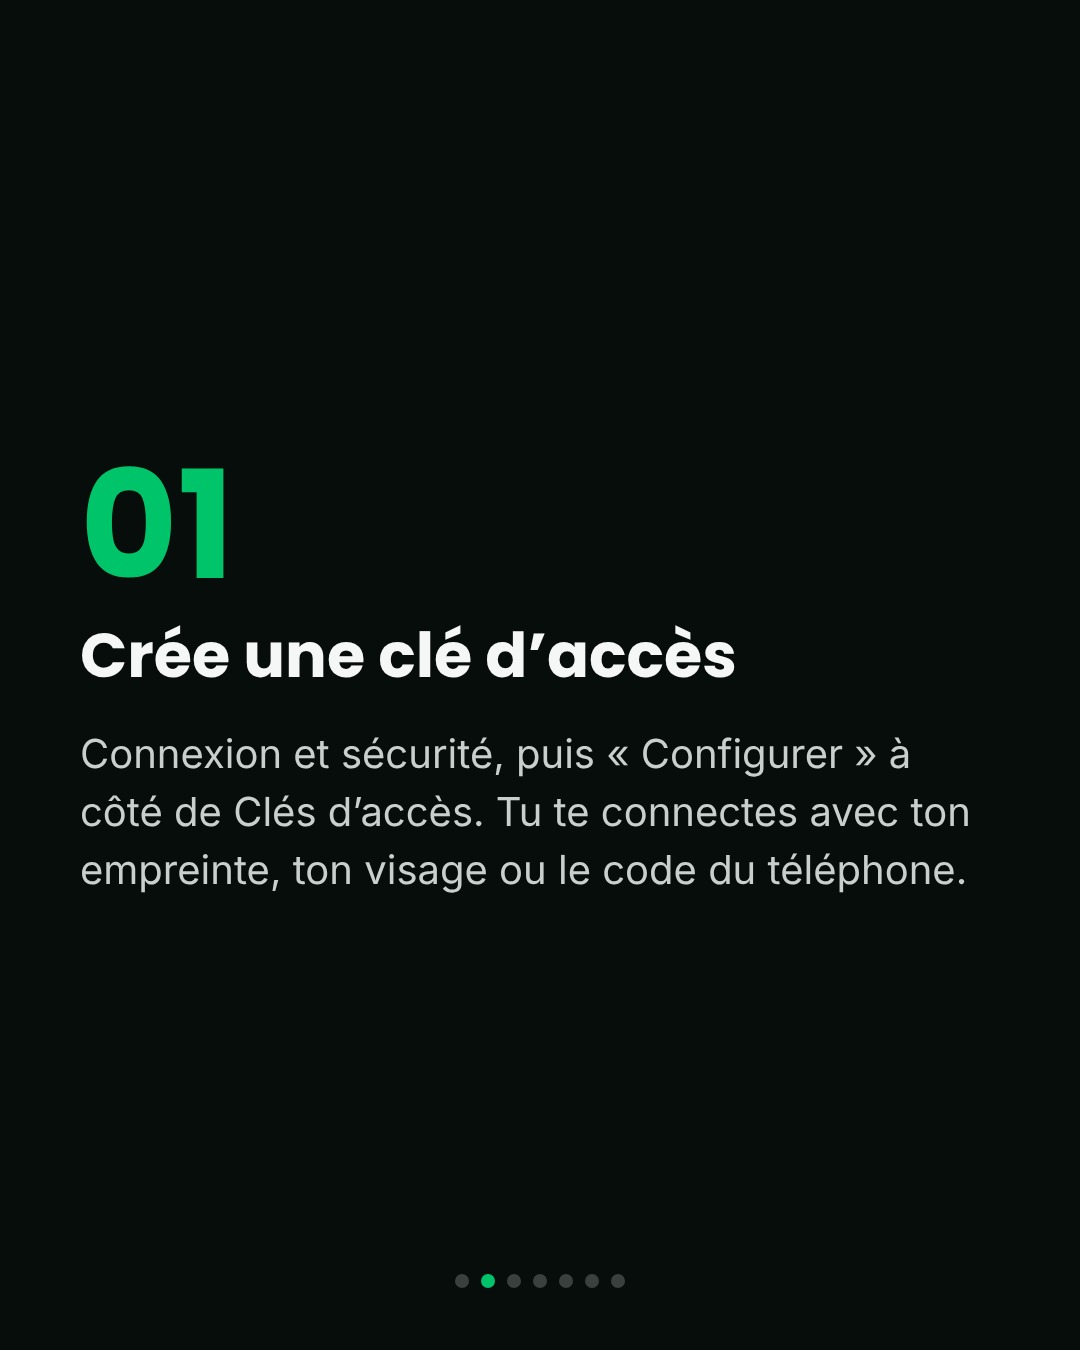 01
Crée une clé d’accès
Connexion et sécurité, puis « Configurer » à
côté de Clés d’accès. Tu te connectes avec ton
empreinte, ton visage ou le code du téléphone.